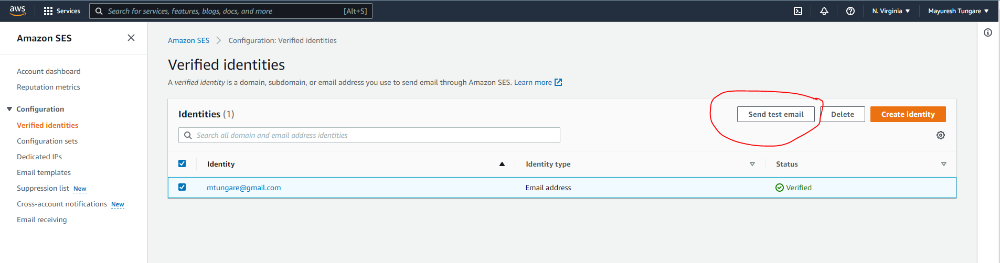 aws Services Search for services, features, blogs, docs, and more [Alt+S] N. Virginia Mayuresh Tungare
Amazon SES
Account dashboard
Reputation metrics
Configuration
Verified identities
Configuration sets
Dedicated IPs
Email templates
Suppression list New
Cross-account notifications New
Email receiving
Amazon SES Configuration: Verified identities
Verified identities
A verified identity is a domain, subdomain, or email address you use to send email through Amazon SES. Learn more
Identities (1) Send test email Delete Create identity
Search all domain and email address identities
Identity Identity type Status
mtungare@gmail.com Email address Verified